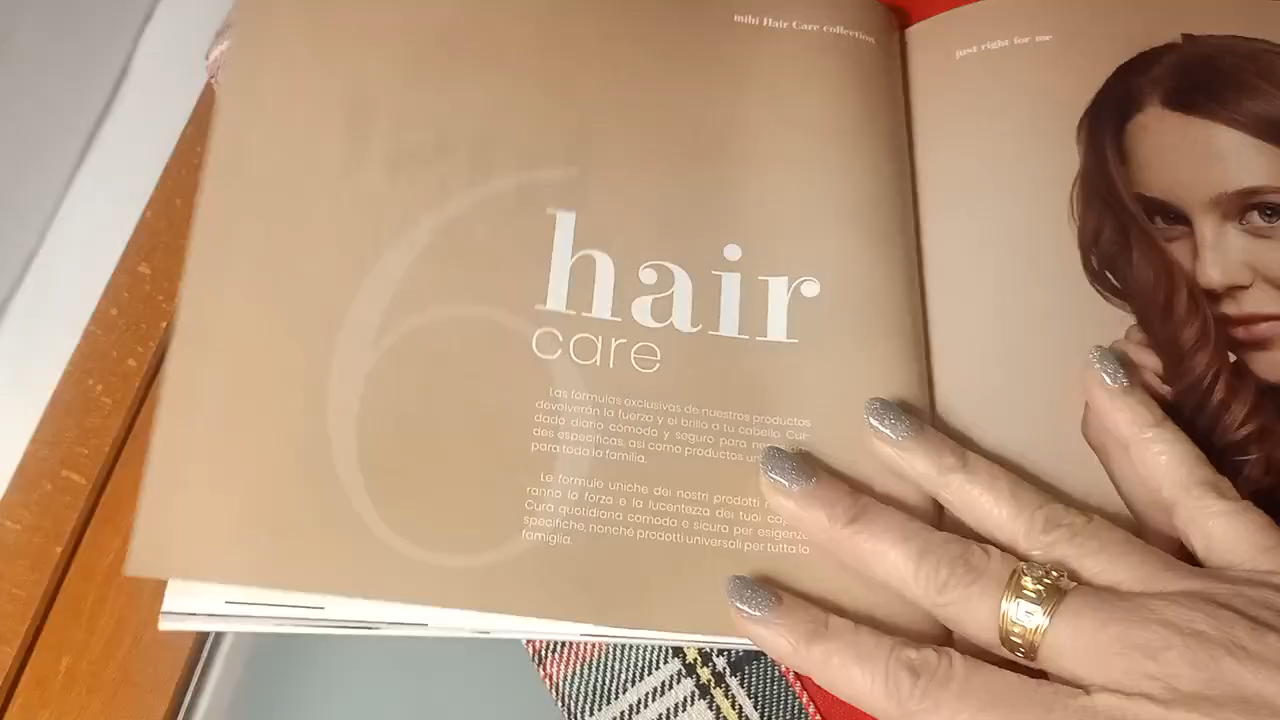 mihi Hair Care collection
just right for me
6
hair
care
Las fórmulas exclusivas de nuestros productos
devolverán la fuerza y el brillo a tu cabello. Cui-
dado diario cómodo y seguro para
des específicas, así como productos
para toda la familia.
Le formule uniche dei nostri prodotti
ranno la forza e la lucentezza dei tuoi
Cura quotidiana comoda e sicura per esigenze
specifiche, nonché prodotti universali per tutta la
famiglia.